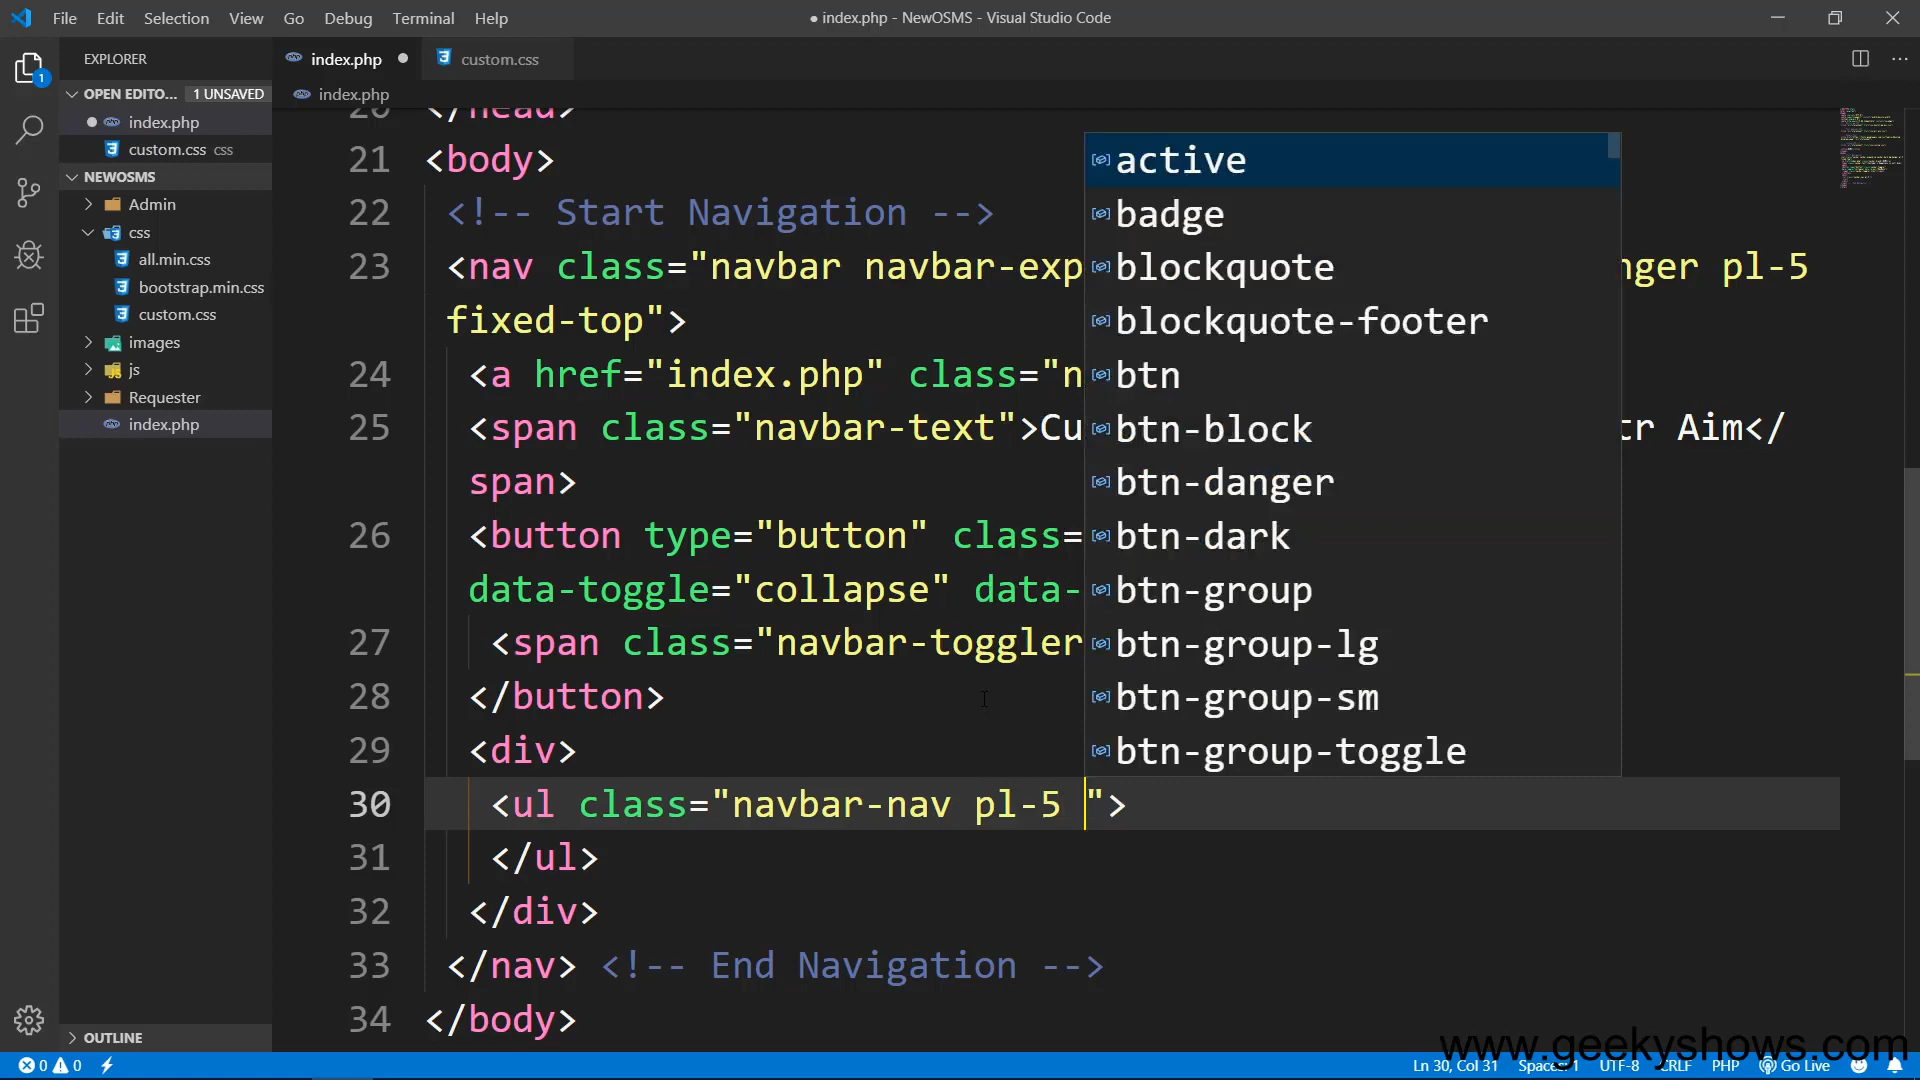 File Edit Selection View Go Debug Terminal Help
● index.php - NewOSMS - Visual Studio Code
EXPLORER
index.php ●
custom.css
OPEN EDITO... 1 UNSAVED
index.php
● index.php
custom.css css
NEWOSMS
Admin
css
all.min.css
bootstrap.min.css
custom.css
images
js
Requester
index.php
OUTLINE
20 </head>
21 <body>
22 <!-- Start Navigation -->
23 <nav class="navbar navbar-exp nger pl-5
fixed-top">
24 <a href="index.php" class="n
25 <span class="navbar-text">Cu tr Aim</
span>
26 <button type="button" class=
data-toggle="collapse" data-
27 <span class="navbar-toggler
28 </button>
29 <div>
30 <ul class="navbar-nav pl-5 ">
31 </ul>
32 </div>
33 </nav> <!-- End Navigation -->
34 </body>
active
badge
blockquote
blockquote-footer
btn
btn-block
btn-danger
btn-dark
btn-group
btn-group-lg
btn-group-sm
btn-group-toggle
www.geekyshows.com
1
0 0
Ln 30, Col 31 Spaces: 1 UTF-8 CRLF PHP Go Live